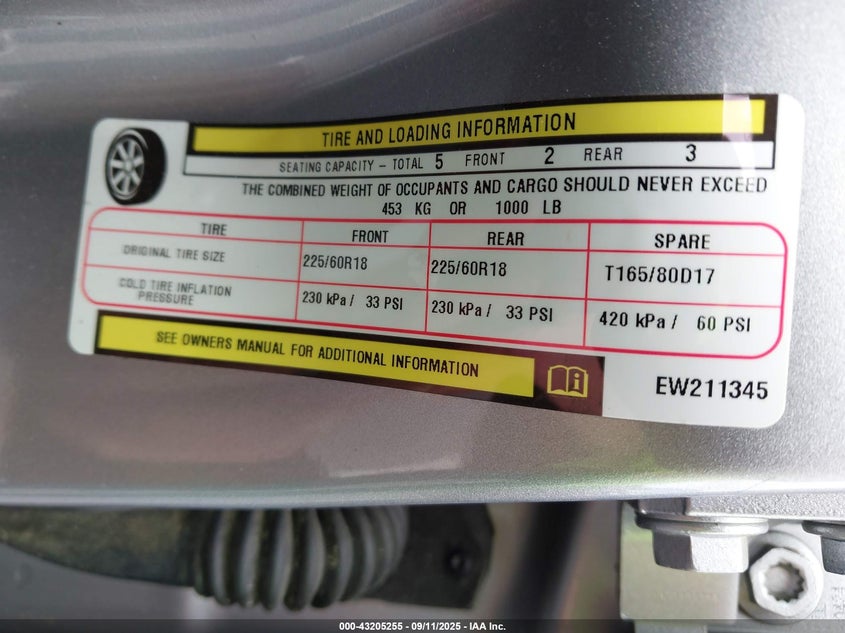 TIRE AND LOADING INFORMATION
SEATING CAPACITY – TOTAL 5 FRONT 2 REAR 3
THE COMBINED WEIGHT OF OCCUPANTS AND CARGO SHOULD NEVER EXCEED
453 KG OR 1000 LB
TIRE FRONT REAR SPARE
ORIGINAL TIRE SIZE 225/60R18 225/60R18 T165/80D17
COLD TIRE INFLATION PRESSURE 230 kPa / 33 PSI 230 kPa / 33 PSI 420 kPa / 60 PSI
SEE OWNERS MANUAL FOR ADDITIONAL INFORMATION
EW211345
000-43205255 - 09/11/2025 - IAA Inc.